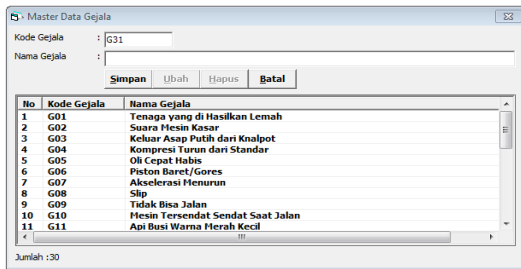 Master Data Gejala
Kode Gejala : G31
Nama Gejala :
Simpan Ubah Hapus Batal
No Kode Gejala Nama Gejala
1 G01 Tenaga yang di Hasilkan Lemah
2 G02 Suara Mesin Kasar
3 G03 Keluar Asap Putih dari Knalpot
4 G04 Kompresi Turun dari Standar
5 G05 Oli Cepat Habis
6 G06 Piston Baret/Gores
7 G07 Akselerasi Menurun
8 G08 Slip
9 G09 Tidak Bisa Jalan
10 G10 Mesin Tersendat Sendat Saat Jalan
11 G11 Api Busi Warna Merah Kecil
Jumlah :30